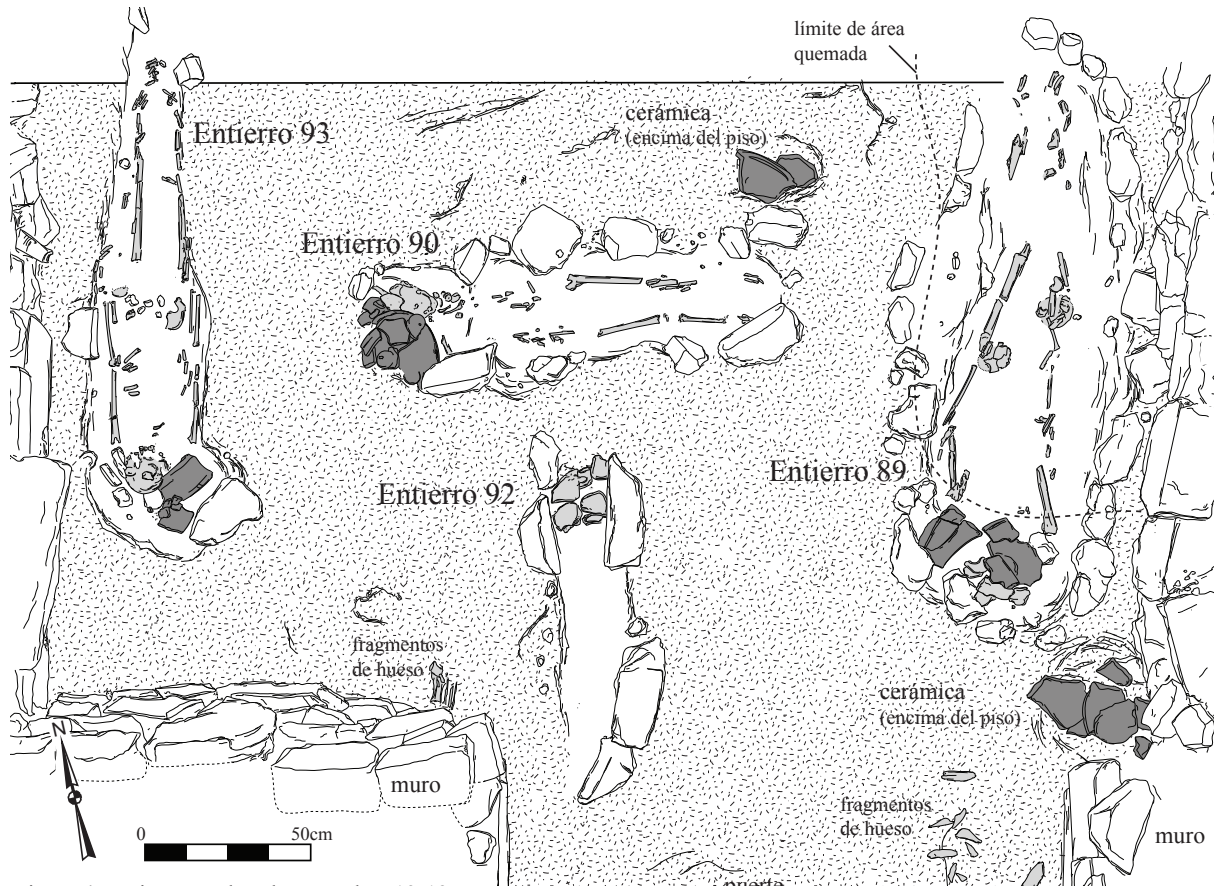 límite de área
quemada
cerámica
(encima del piso)
Entierro 93
Entierro 90
Entierro 92
Entierro 89
fragmentos
de hueso
cerámica
(encima del piso)
N
muro
0 50cm
fragmentos
de hueso
muro
puerta